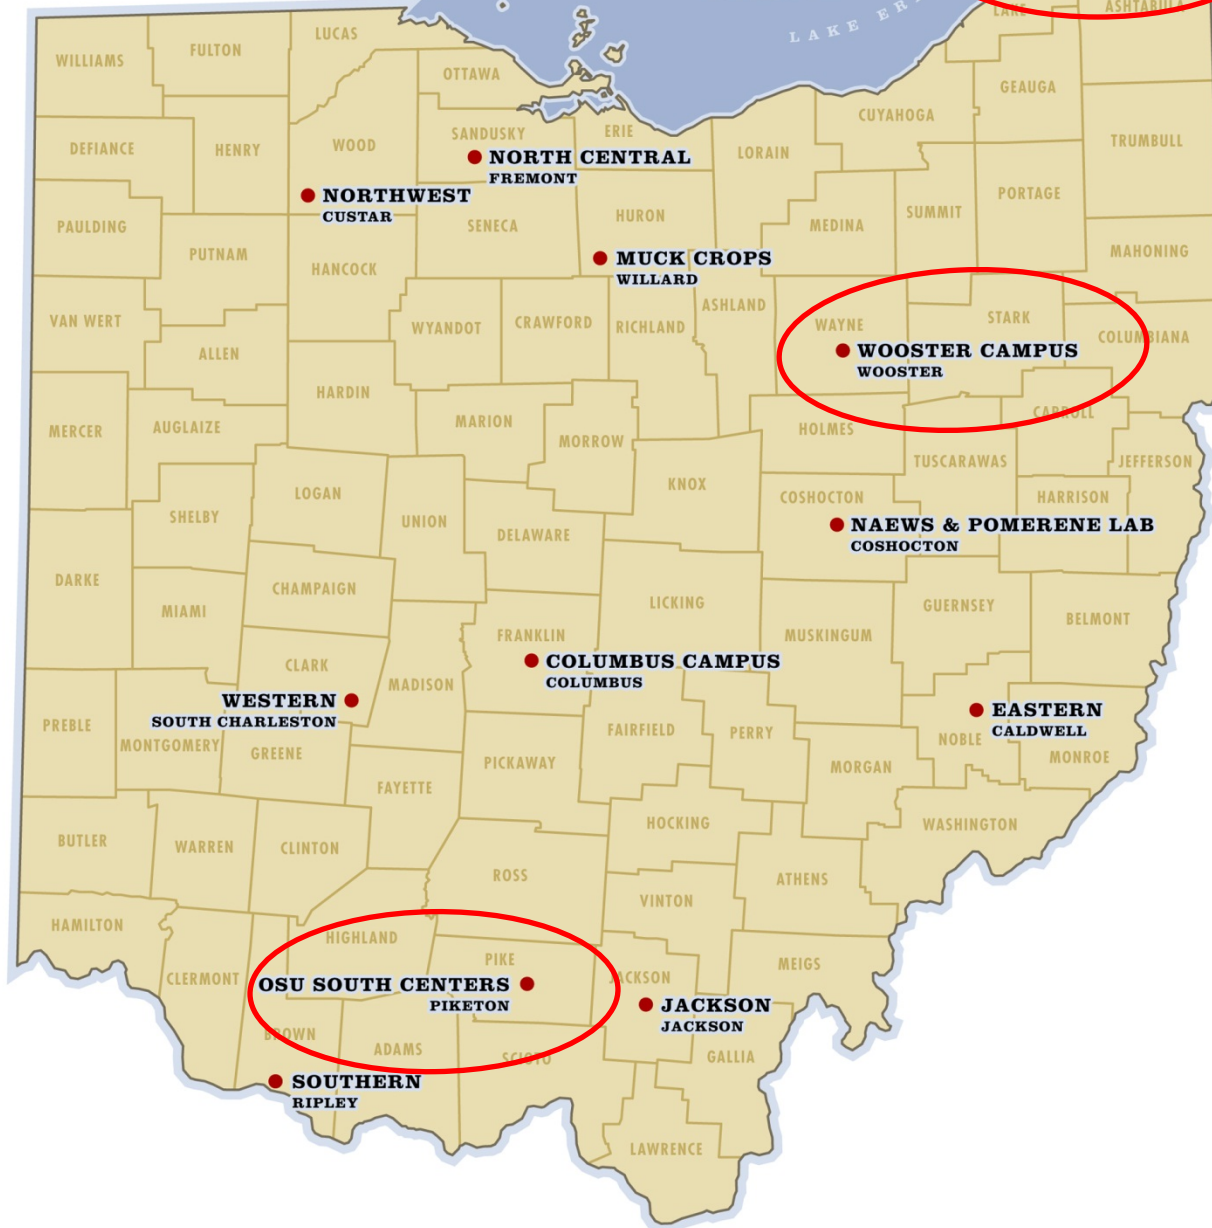 LAKE ERI
LAKE
ASHTABULA
WILLIAMS
FULTON
LUCAS
OTTAWA
GEAUGA
CUYAHOGA
DEFIANCE
HENRY
WOOD
SANDUSKY
ERIE
LORAIN
TRUMBULL
NORTH CENTRAL
FREMONT
NORTHWEST
CUSTAR
PAULDING
PUTNAM
HANCOCK
SENECA
HURON
MEDINA
SUMMIT
PORTAGE
MAHONING
MUCK CROPS
WILLARD
VAN WERT
ALLEN
WYANDOT
CRAWFORD
RICHLAND
ASHLAND
WAYNE
STARK
COLUMBIANA
WOOSTER CAMPUS
WOOSTER
HARDIN
MERCER
AUGLAIZE
MARION
MORROW
HOLMES
CARROLL
KNOX
TUSCARAWAS
JEFFERSON
LOGAN
SHELBY
UNION
DELAWARE
COSHOCTON
HARRISON
NAEWS & POMERENE LAB
COSHOCTON
DARKE
MIAMI
CHAMPAIGN
LICKING
MUSKINGUM
GUERNSEY
BELMONT
CLARK
MADISON
FRANKLIN
COLUMBUS CAMPUS
COLUMBUS
WESTERN
SOUTH CHARLESTON
PREBLE
MONTGOMERY
GREENE
PICKAWAY
FAIRFIELD
PERRY
EASTERN
CALDWELL
NOBLE
MONROE
MORGAN
FAYETTE
BUTLER
WARREN
CLINTON
HOCKING
WASHINGTON
ROSS
VINTON
ATHENS
HAMILTON
HIGHLAND
PIKE
CLERMONT
JACKSON
MEIGS
OSU SOUTH CENTERS
PIKETON
JACKSON
JACKSON
BROWN
ADAMS
SCIOTO
GALLIA
SOUTHERN
RIPLEY
LAWRENCE